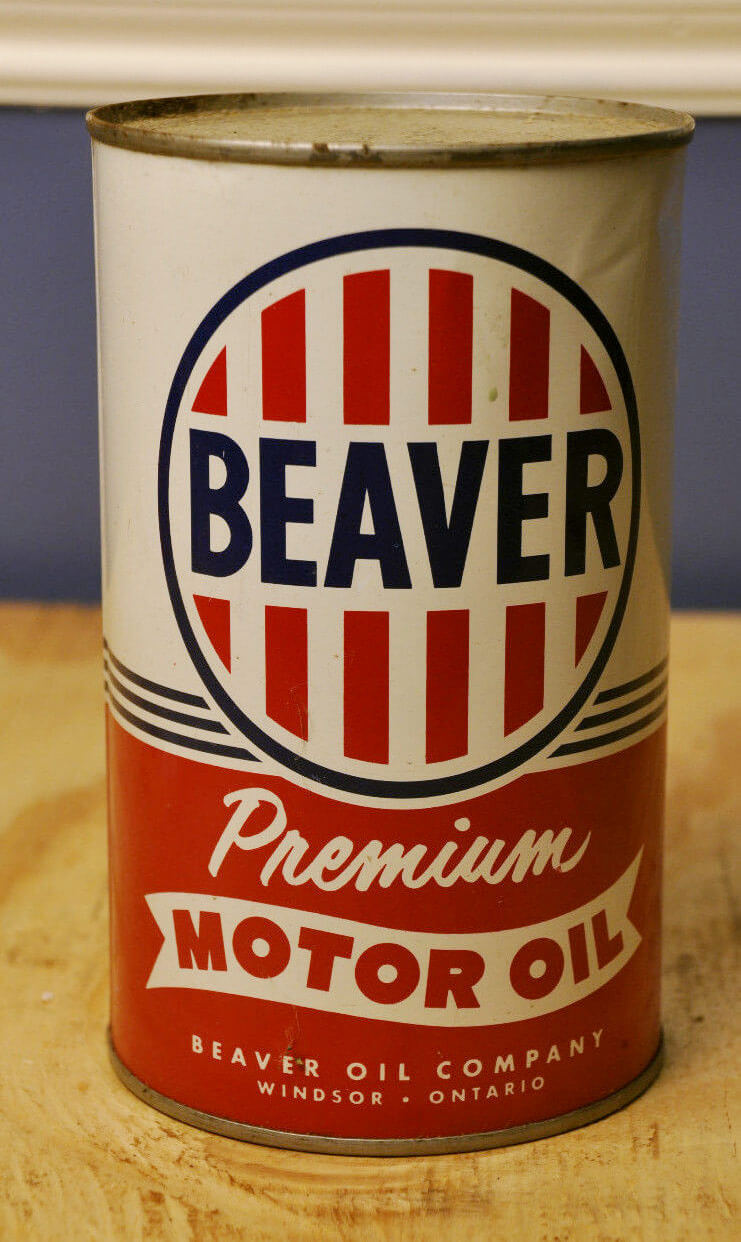 BEAVER
Premium
MOTOR OIL
BEAVER OIL COMPANY
WINDSOR • ONTARIO